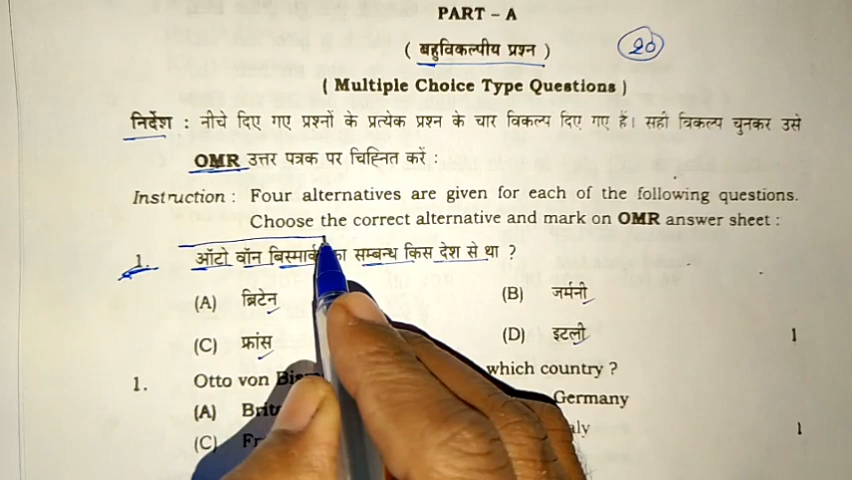 PART – A
( बहुविकल्पीय प्रश्न )
20
( Multiple Choice Type Questions )
निर्देश : नीचे दिए गए प्रश्नों के प्रत्येक प्रश्न के चार विकल्प दिए गए हैं। सही विकल्प चुनकर उसे
OMR उत्तर पत्रक पर चिह्नित करें :
Instruction : Four alternatives are given for each of the following questions.
Choose the correct alternative and mark on OMR answer sheet :
1. ऑटो वॉन बिस्मार्क का सम्बन्ध किस देश से था ?
(A) ब्रिटेन (B) जर्मनी
(C) फ्रांस (D) इटली 1
1. Otto von which country ?
(A) Germany
(C) 1